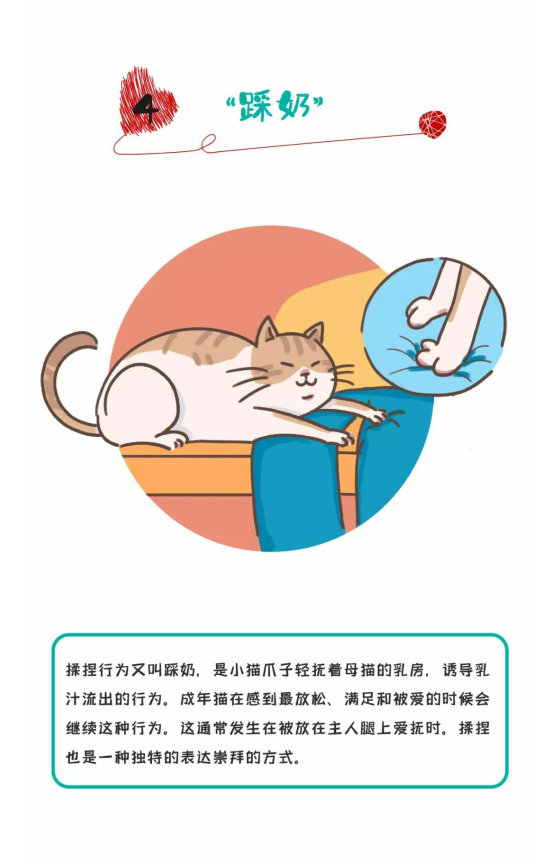 4
“踩奶”
揉捏行为又叫踩奶，是小猫爪子轻抚着母猫的乳房，诱导乳
汁流出的行为。成年猫在感到最放松、满足和被爱的时候会
继续这种行为。这通常发生在被放在主人腿上爱抚时。揉捏
也是一种独特的表达崇拜的方式。